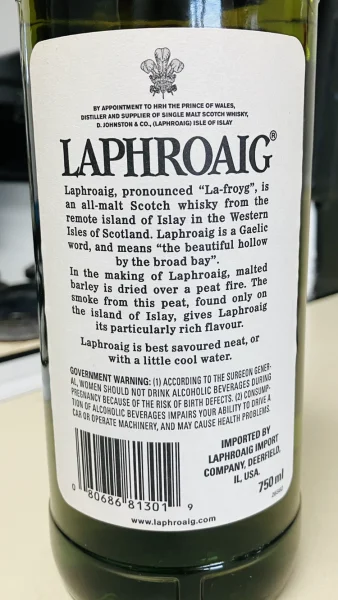 BY APPOINTMENT TO HRH THE PRINCE OF WALES,
DISTILLER AND SUPPLIER OF SINGLE MALT SCOTCH WHISKY,
D. JOHNSTON & CO., (LAPHROAIG) ISLE OF ISLAY
LAPHROAIG®
Laphroaig, pronounced “La-froyg”, is
an all-malt Scotch whisky from the
remote island of Islay in the Western
Isles of Scotland. Laphroaig is a Gaelic
word, and means “the beautiful hollow
by the broad bay”.
In the making of Laphroaig, malted
barley is dried over a peat fire. The
smoke from this peat, found only on
the island of Islay, gives Laphroaig
its particularly rich flavour.
Laphroaig is best savoured neat, or
with a little cool water.
GOVERNMENT WARNING: (1) ACCORDING TO THE SURGEON GENER-
AL, WOMEN SHOULD NOT DRINK ALCOHOLIC BEVERAGES DURING
PREGNANCY BECAUSE OF THE RISK OF BIRTH DEFECTS. (2) CONSUMP-
TION OF ALCOHOLIC BEVERAGES IMPAIRS YOUR ABILITY TO DRIVE A
CAR OR OPERATE MACHINERY, AND MAY CAUSE HEALTH PROBLEMS.
IMPORTED BY
LAPHROAIG IMPORT
COMPANY, DEERFIELD,
IL, USA.
750 ml
0 80686 81301 9
www.laphroaig.com